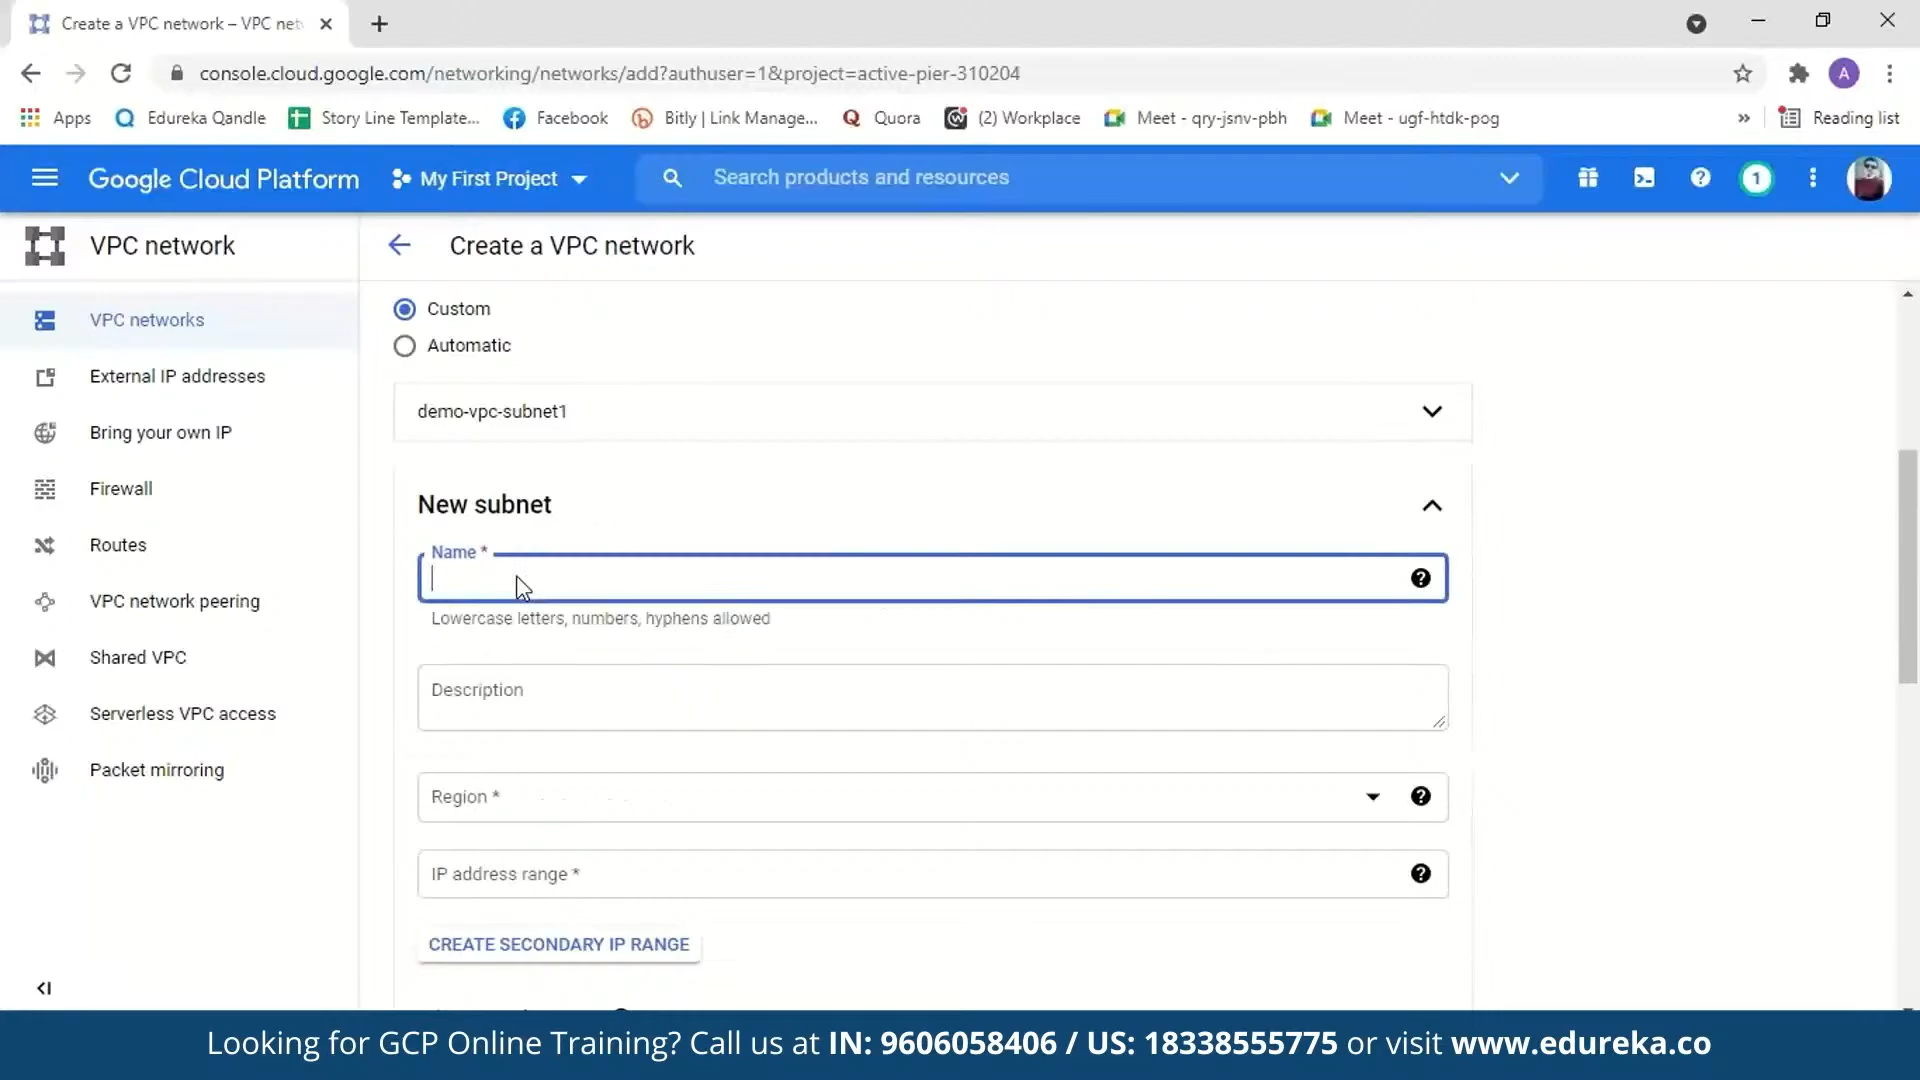 Create a VPC network – VPC net
console.cloud.google.com/networking/networks/add?authuser=1&project=active-pier-310204
A
Apps
Edureka Qandle
Story Line Template...
Facebook
Bitly | Link Manage...
Quora
(2) Workplace
Meet - qry-jsnv-pbh
Meet - ugf-htdk-pog
»
Reading list
Google Cloud Platform
My First Project
Search products and resources
1
VPC network
Create a VPC network
VPC networks
External IP addresses
Bring your own IP
Firewall
Routes
VPC network peering
Shared VPC
Serverless VPC access
Packet mirroring
Custom
Automatic
demo-vpc-subnet1
New subnet
Name *
Lowercase letters, numbers, hyphens allowed
Description
Region *
IP address range *
CREATE SECONDARY IP RANGE
Looking for GCP Online Training? Call us at IN: 9606058406 / US: 18338555775 or visit www.edureka.co